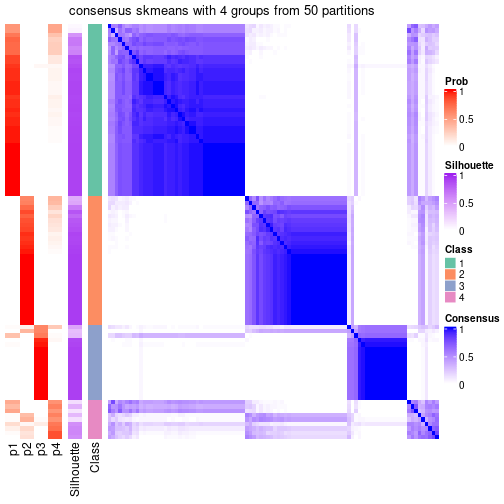 consensus skmeans with 4 groups from 50 partitions
Prob
1
0.5
0
Silhouette
1
0.5
0
Class
1
2
3
4
Consensus
1
0.5
0
p1
p2
p3
p4
Silhouette
Class